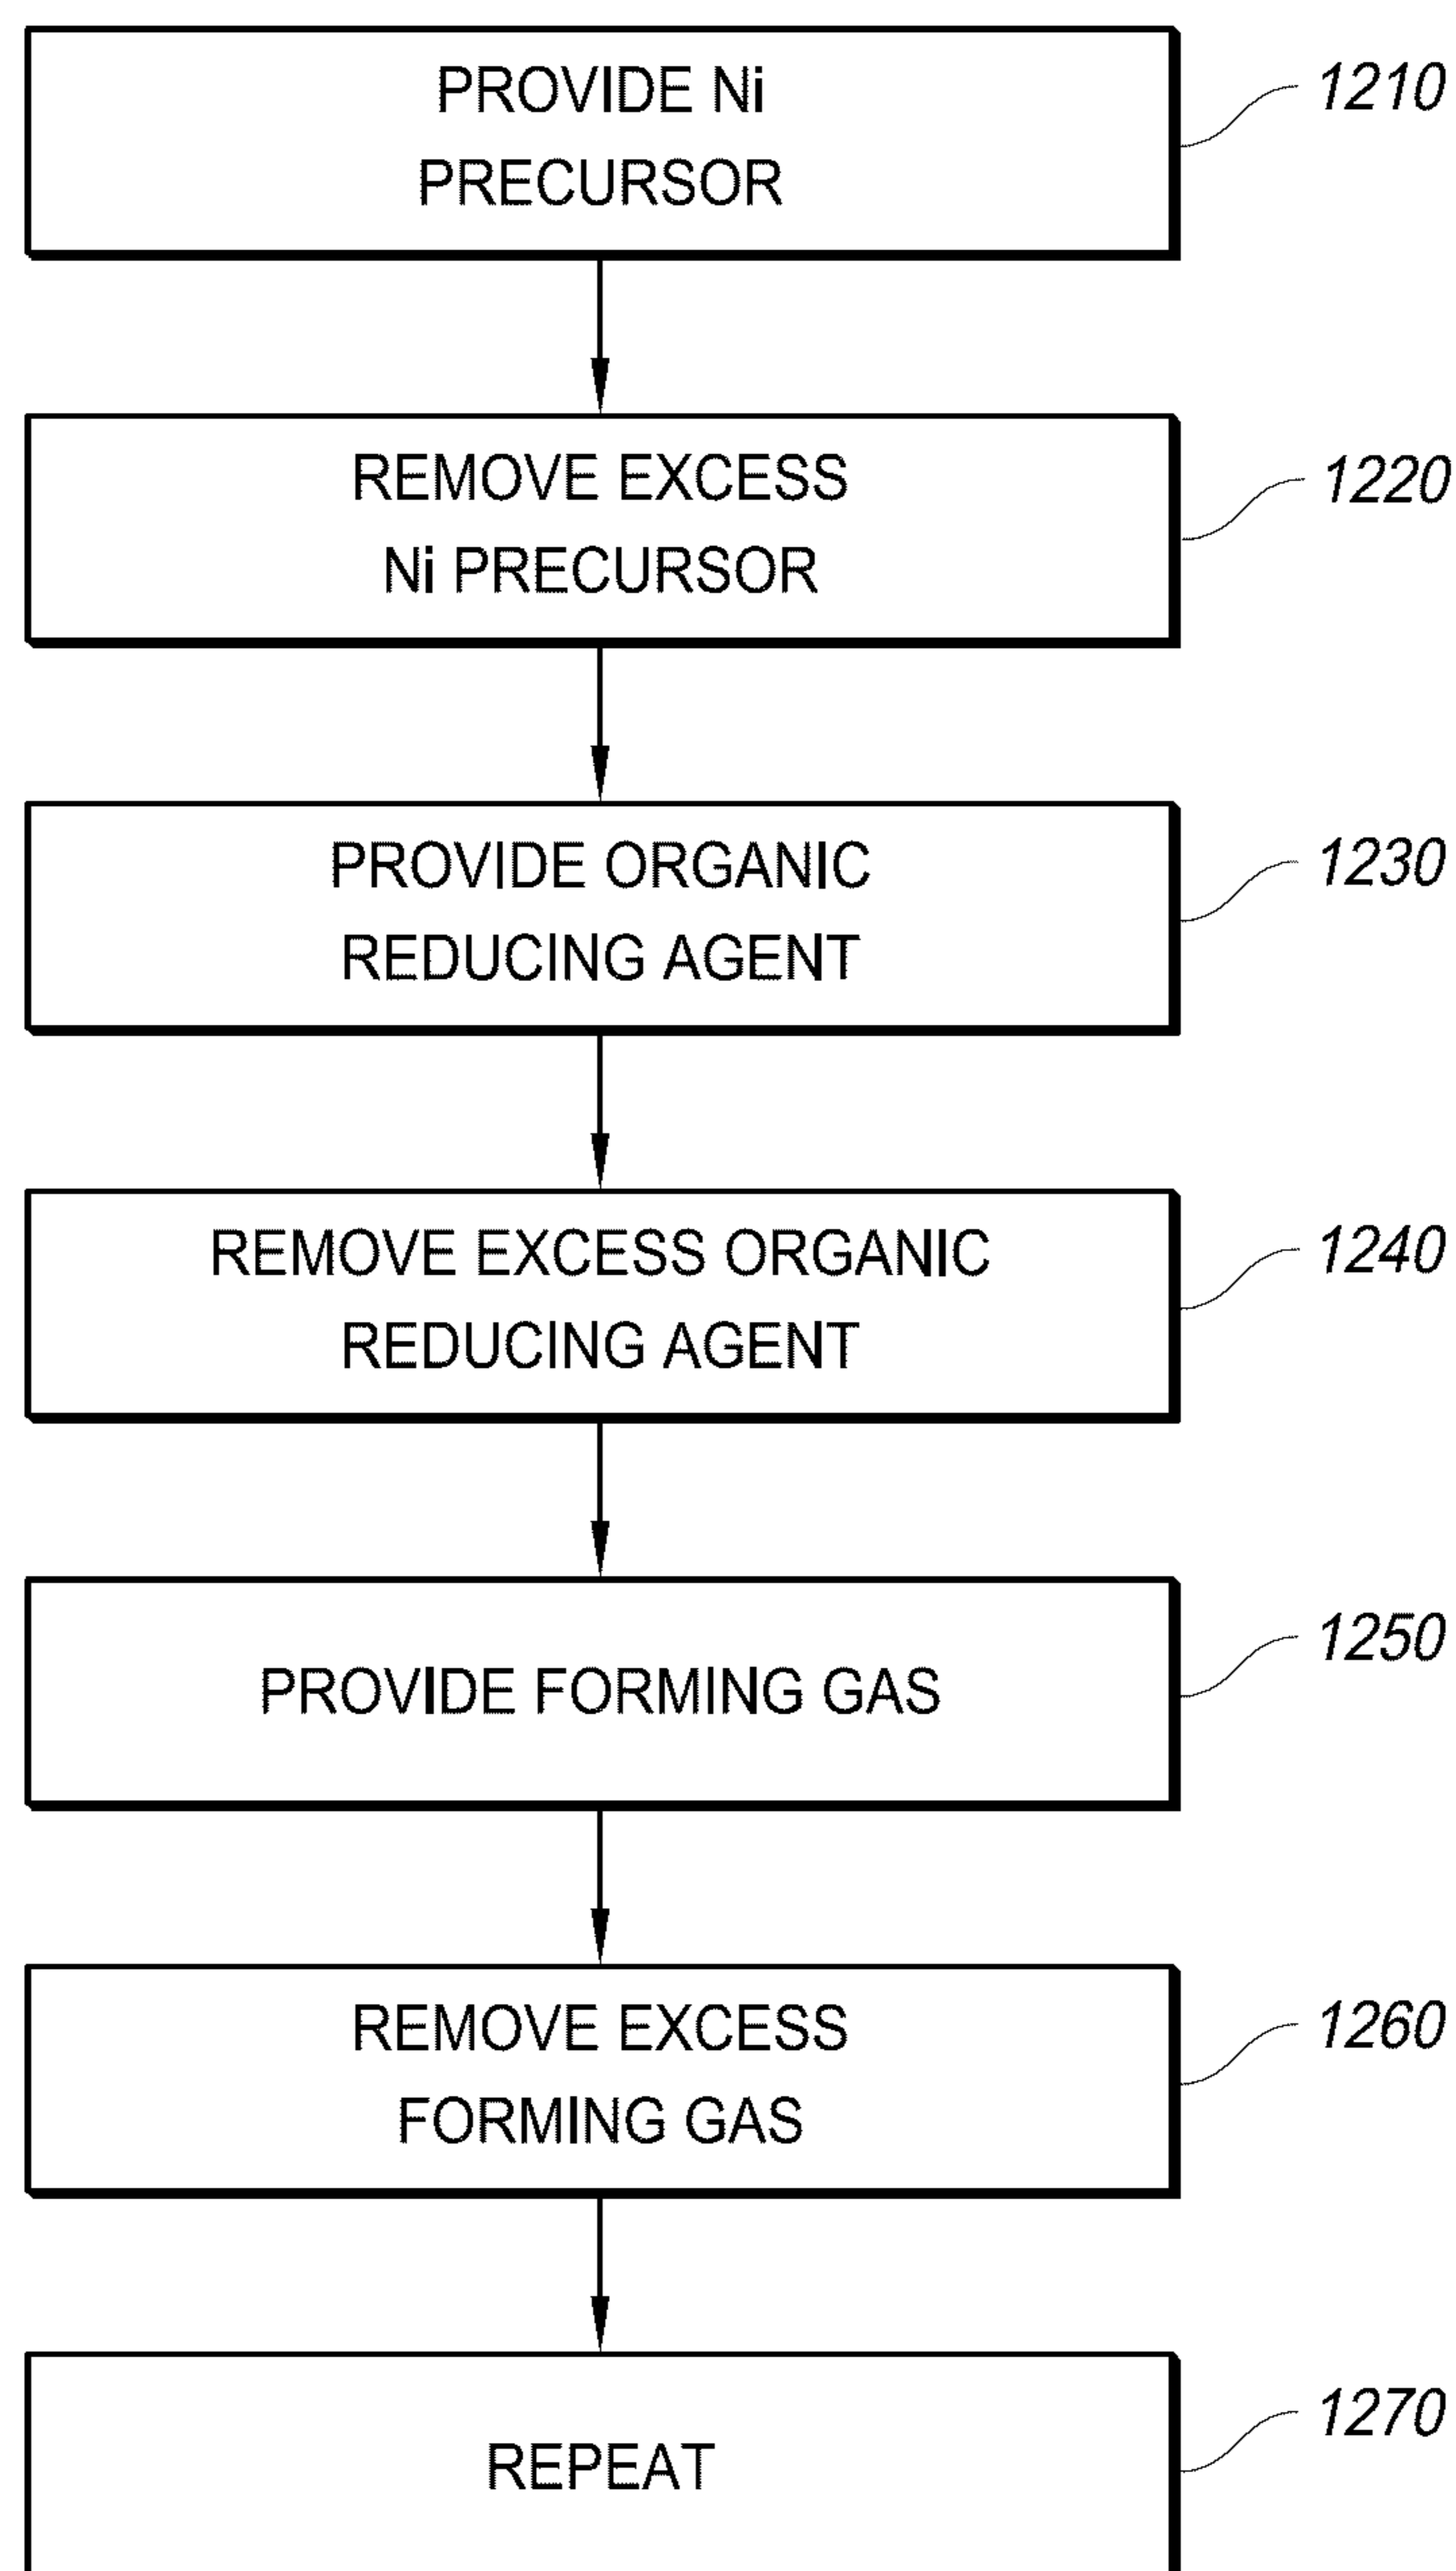 PROVIDE Ni
PRECURSOR
1210
REMOVE EXCESS
Ni PRECURSOR
1220
PROVIDE ORGANIC
REDUCING AGENT
1230
REMOVE EXCESS ORGANIC
REDUCING AGENT
1240
PROVIDE FORMING GAS
1250
REMOVE EXCESS
FORMING GAS
1260
REPEAT
1270